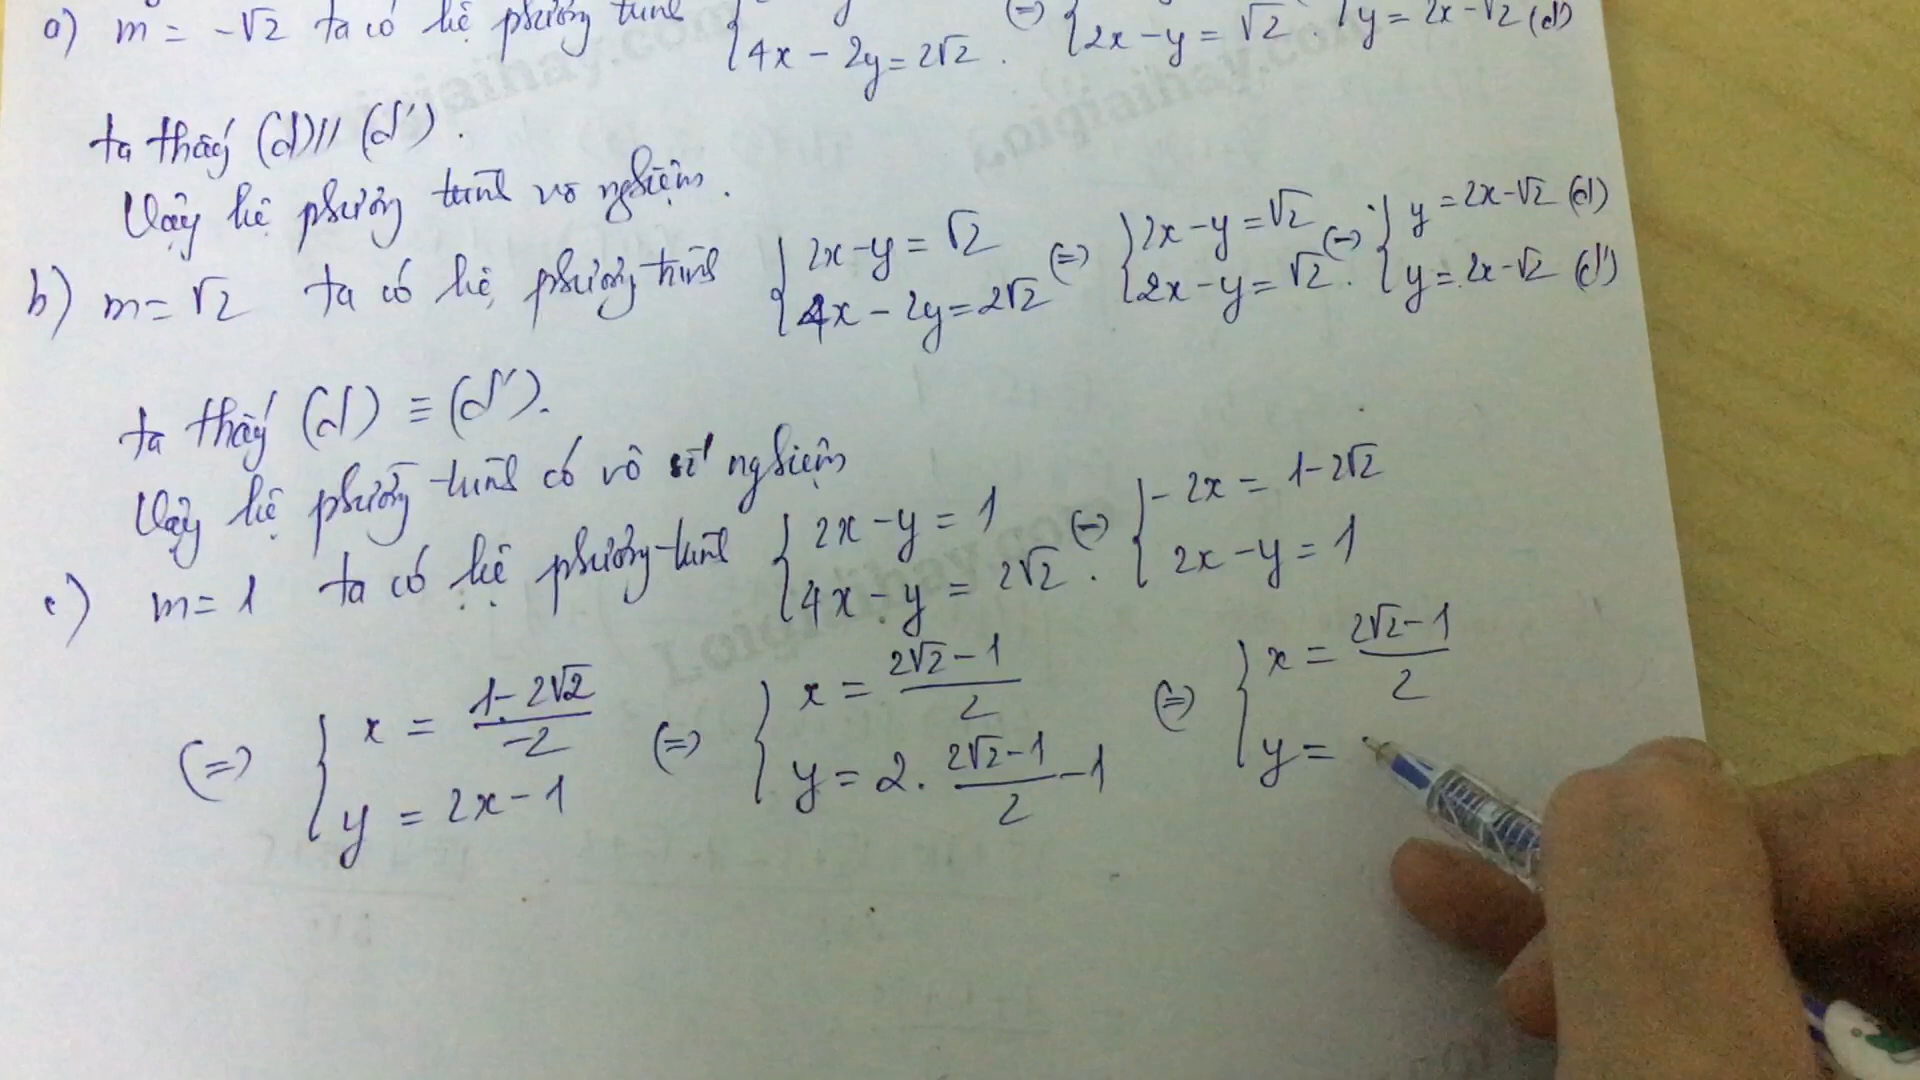 a) m = -√2 ta có hệ phương trình { 4x - 2y = 2√2 . (=) { 2x - y = √2 . { y = 2x - √2 (d')
ta thấy (d)// (d') .
Vậy hệ phương trình vô nghiệm .
b) m = √2 ta có hệ phương trình { 2x - y = √2 (=) { 2x - y = √2 (=) { y = 2x - √2 (d)
4x - 2y = 2√2 2x - y = √2 . y = 2x - √2 (d')
ta thấy (d) ≡ (d').
Vậy hệ phương trình có vô số nghiệm
c) m = 1 ta có hệ phương trình { 2x - y = 1 (=) { - 2x = 1 - 2√2
4x - y = 2√2 . 2x - y = 1
(=) { x = (1 - 2√2)/-2 (=) { x = (2√2 - 1)/2 (=) { x = (2√2 - 1)/2
y = 2x - 1 y = 2 . (2√2 - 1)/2 - 1 y =
Loigiaihay.com